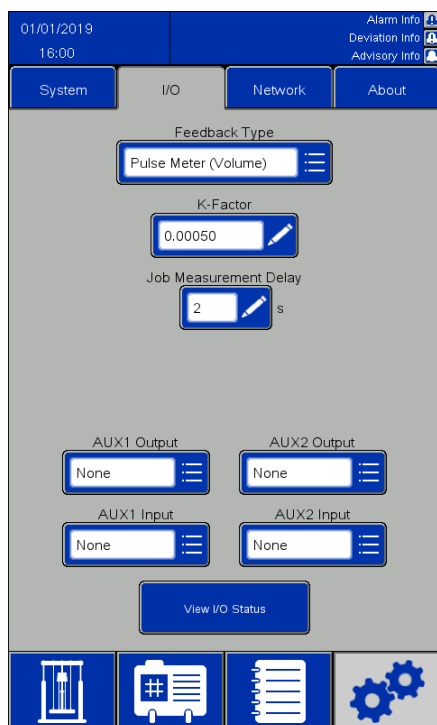 01/01/2019
16:00
Alarm Info
Deviation Info
Advisory Info
System
I/O
Network
About
Feedback Type
Pulse Meter (Volume)
K-Factor
0.00050
Job Measurement Delay
2 s
AUX1 Output
AUX2 Output
None
None
AUX1 Input
AUX2 Input
None
None
View I/O Status
#